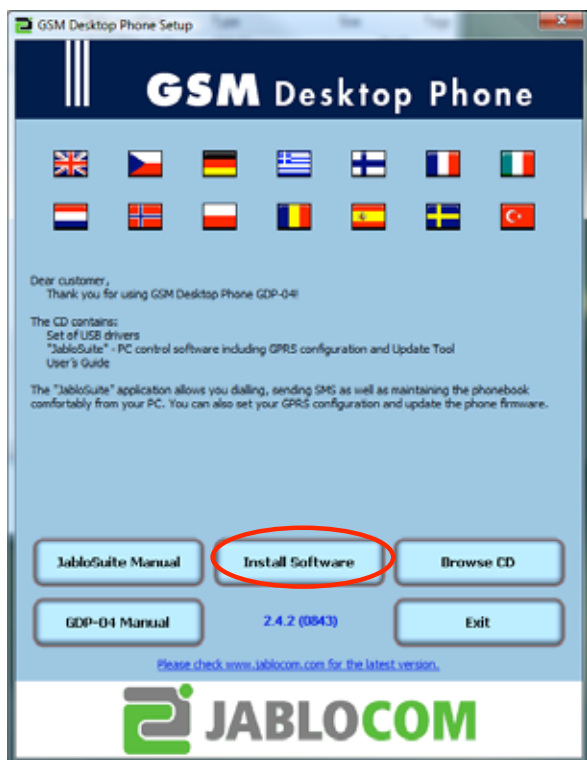 GSM Desktop Phone Setup
GSM Desktop Phone
Dear customer,
Thank you for using GSM Desktop Phone GDP-04!
The CD contains:
Set of USB drivers
"JabloSuite" - PC control software including GPRS configuration and Update Tool
User's Guide
The "JabloSuite" application allows you dialling, sending SMS as well as maintaining the phonebook
comfortably from your PC. You can also set your GPRS configuration and update the phone firmware.
JabloSuite Manual Install Software Browse CD
GDP-04 Manual 2.4.2 (0843) Exit
Please check www.jablocom.com for the latest version.
JABLOCOM